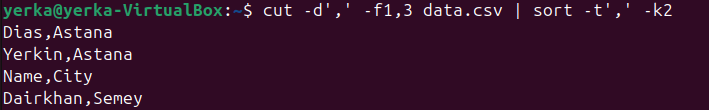 yerka@yerka-VirtualBox:~$ cut -d',' -f1,3 data.csv | sort -t',' -k2
Dias,Astana
Yerkin,Astana
Name,City
Dairkhan,Semey